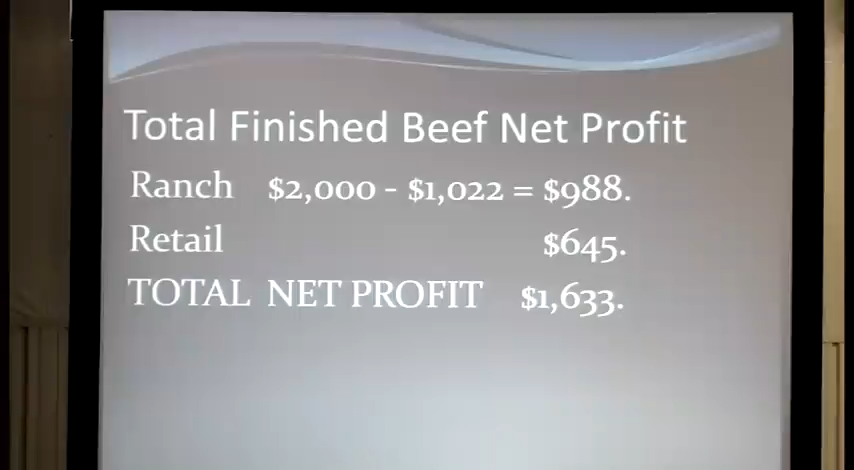 Total Finished Beef Net Profit
Ranch $2,000 - $1,022 = $988.
Retail $645.
TOTAL NET PROFIT $1,633.